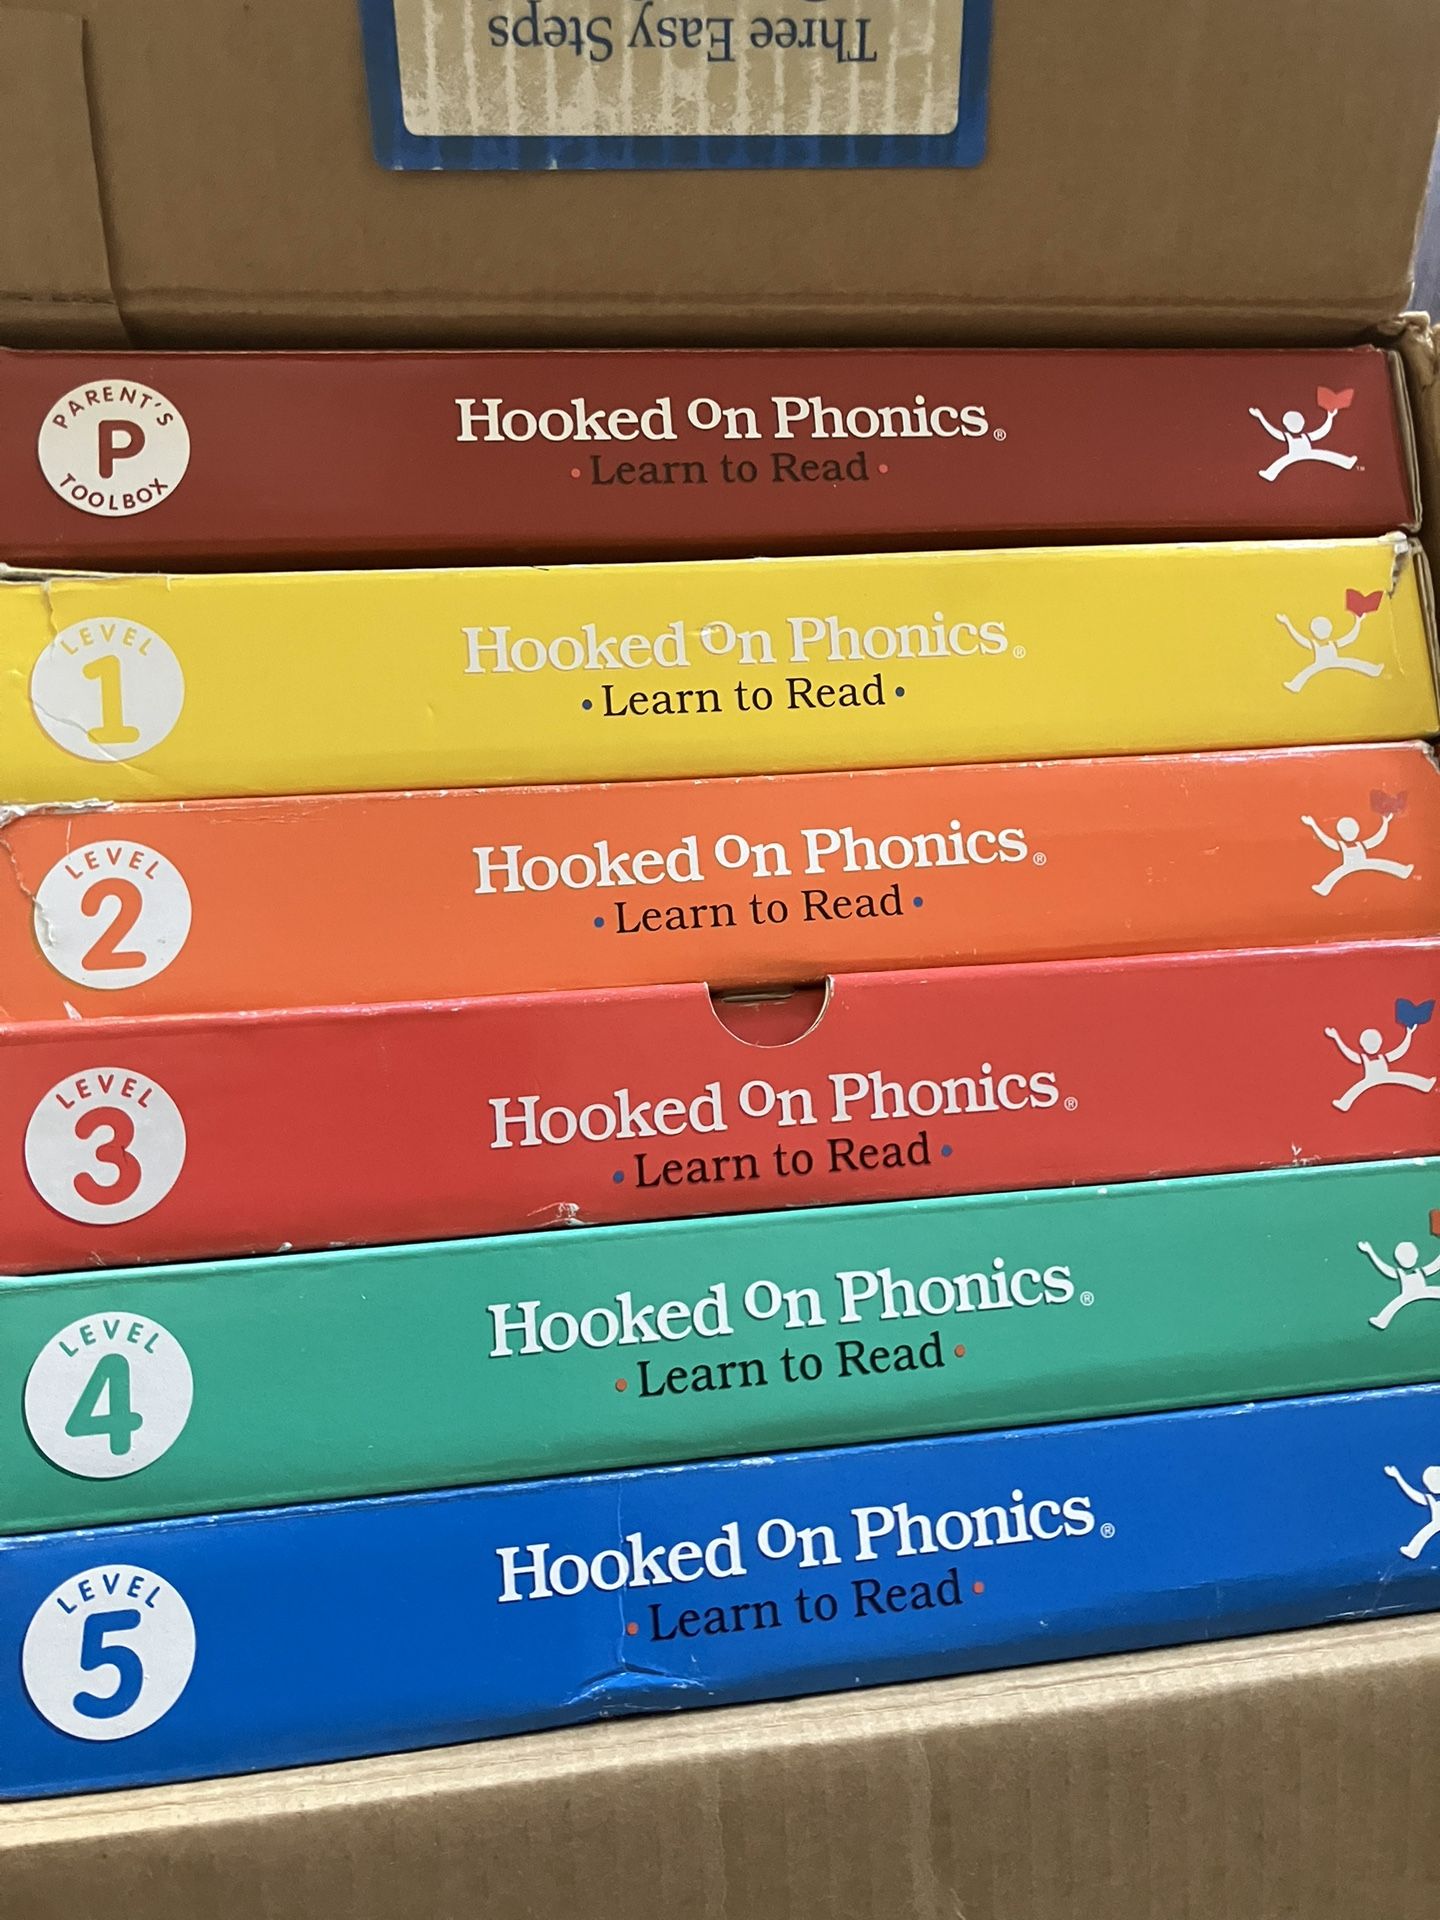 Three Easy Steps
PARENT'S
P
TOOLBOX
Hooked On Phonics®
• Learn to Read •
™
LEVEL
1
Hooked On Phonics®
• Learn to Read •
LEVEL
2
Hooked On Phonics®
• Learn to Read •
LEVEL
3
Hooked On Phonics®
• Learn to Read •
LEVEL
4
Hooked On Phonics®
• Learn to Read •
LEVEL
5
Hooked On Phonics®
• Learn to Read •